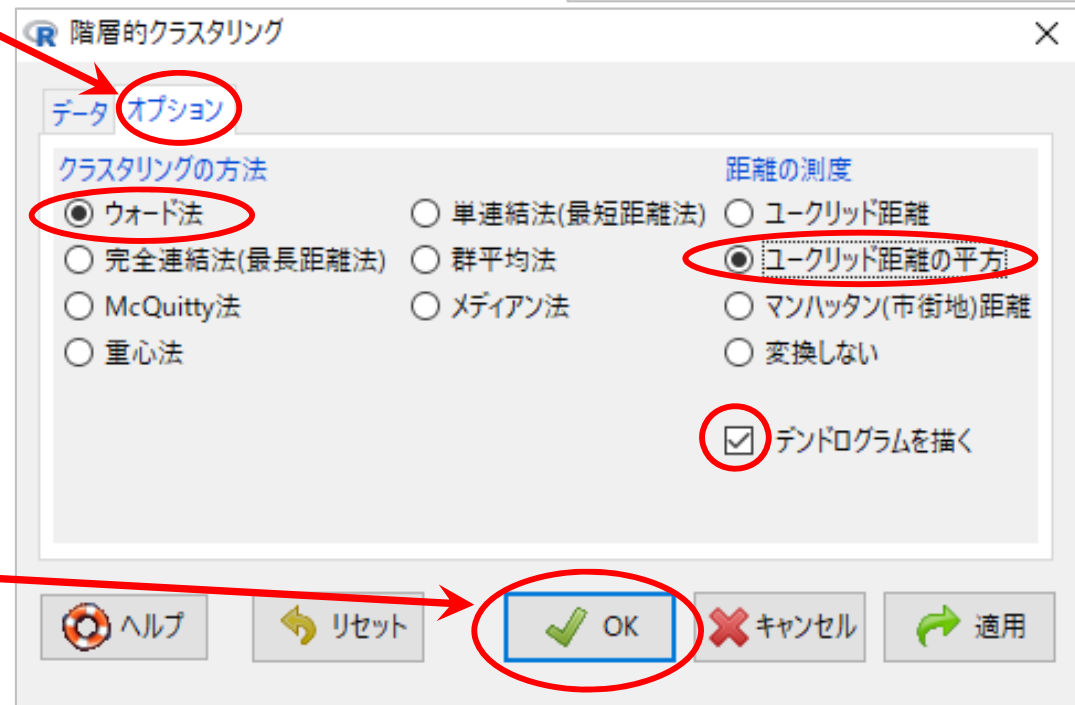 階層的クラスタリング
データ オプション
クラスタリングの方法 距離の測度
ウォード法 単連結法(最短距離法) ユークリッド距離
完全連結法(最長距離法) 群平均法 ユークリッド距離の平方
McQuitty法 メディアン法 マンハッタン(市街地)距離
重心法 変換しない
デンドログラムを描く
ヘルプ リセット OK キャンセル 適用